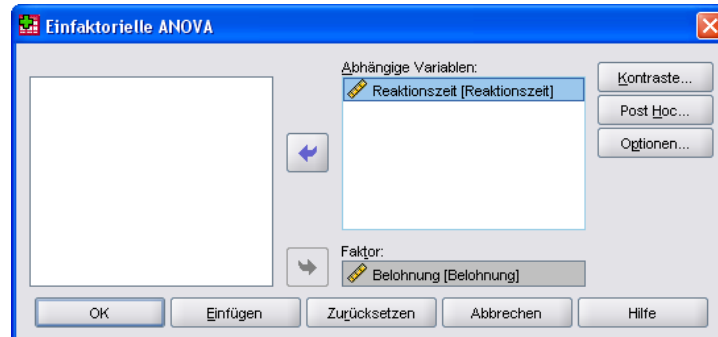 Einfaktorielle ANOVA
Abhängige Variablen:
Reaktionszeit [Reaktionszeit]
Kontraste...
Post Hoc...
Optionen...
Faktor:
Belohnung [Belohnung]
OK
Einfügen
Zurücksetzen
Abbrechen
Hilfe